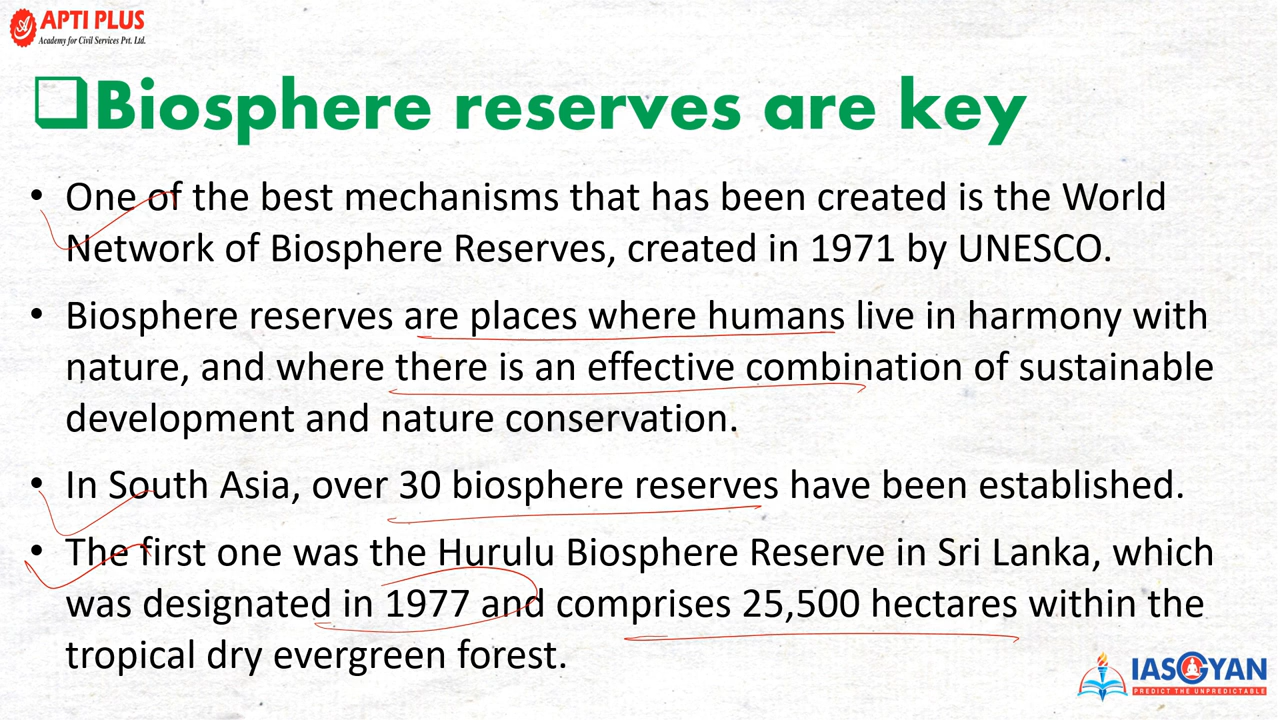 APTI PLUS
Academy for Civil Services Pvt. Ltd.
❑Biosphere reserves are key
• One of the best mechanisms that has been created is the World
Network of Biosphere Reserves, created in 1971 by UNESCO.
• Biosphere reserves are places where humans live in harmony with
nature, and where there is an effective combination of sustainable
development and nature conservation.
• In South Asia, over 30 biosphere reserves have been established.
• The first one was the Hurulu Biosphere Reserve in Sri Lanka, which
was designated in 1977 and comprises 25,500 hectares within the
tropical dry evergreen forest.
IASGYAN
PREDICT THE UNPREDICTABLE